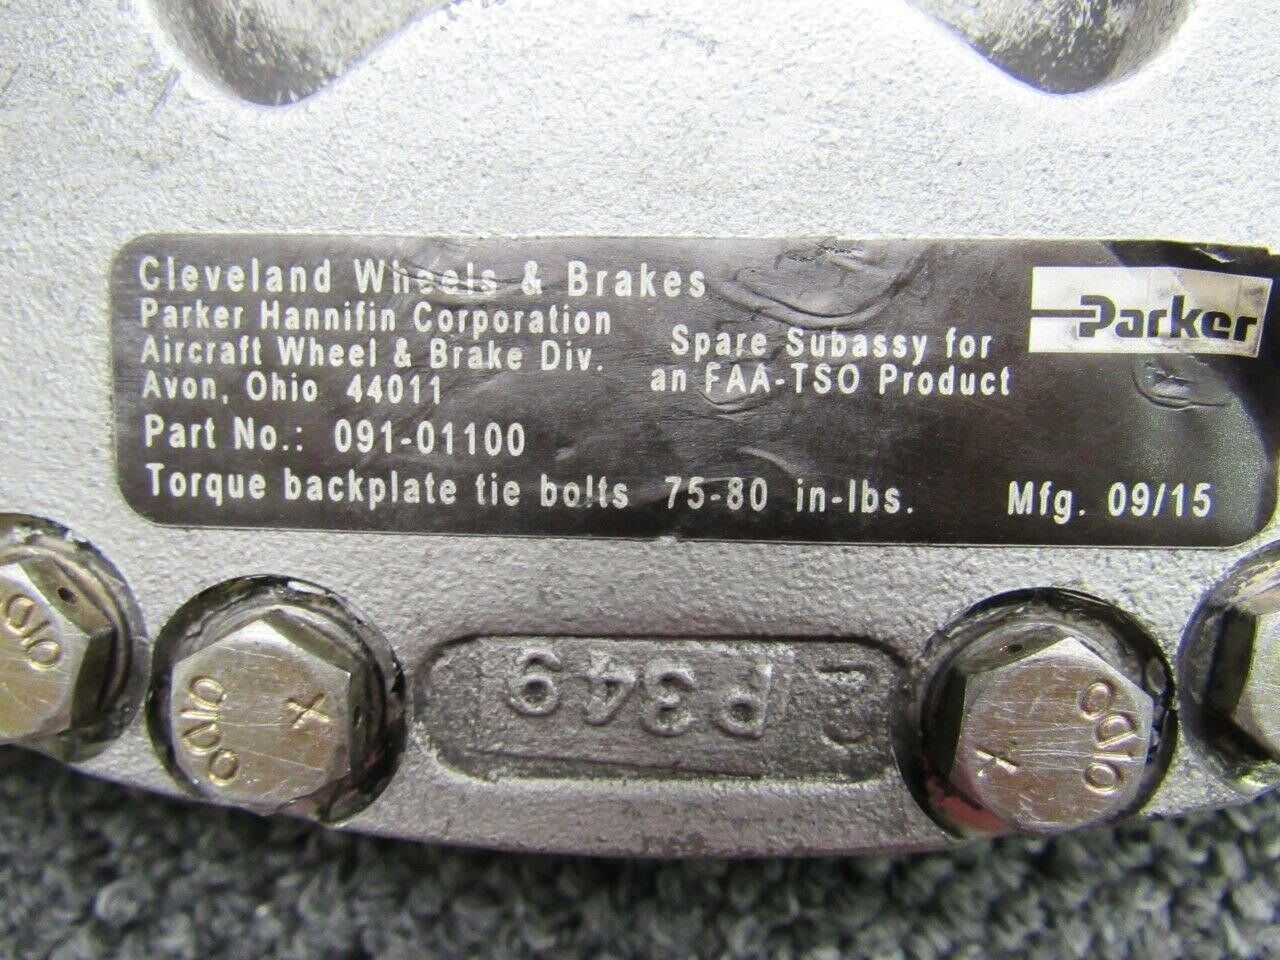 Cleveland Wheels & Brakes
Parker Hannifin Corporation
Aircraft Wheel & Brake Div.
Avon, Ohio 44011
Spare Subassy for
an FAA-TSO Product
Parker
Part No.: 091-01100
Torque backplate tie bolts 75-80 in-lbs.
Mfg. 09/15
P349